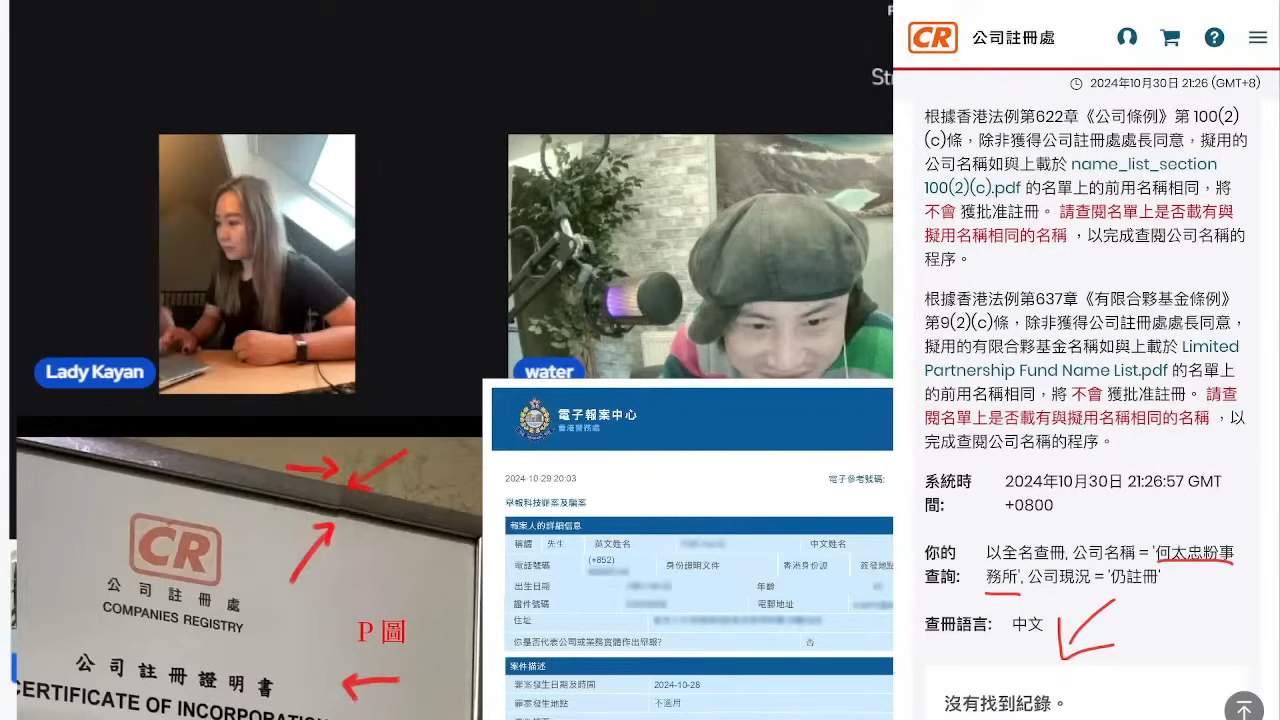 Lady Kayan
water
CR
公司註冊處
COMPANIES REGISTRY
公司註冊證明書
CERTIFICATE OF INCORPORATION
P 圖
電子報案中心
香港警務處
2024-10-29 20:03
電子參考號碼:
舉報科技罪案及騙案
報案人的詳細信息
稱謂 先生 英文姓名 中文姓名
電話號碼 (+852) 身份證明文件 香港身份證 簽發地點
出生日期 年齡
證件號碼 電郵地址
住址
你是否代表公司或業務實體作出舉報? 否
案件描述
罪案發生日期及時間 2024-10-28
罪案發生地點 不適用
CR 公司註冊處
2024年10月30日 21:26 (GMT+8)
根據香港法例第622章《公司條例》第 100(2)
(c)條，除非獲得公司註冊處處長同意，擬用的
公司名稱如與上載於 name_list_section
100(2)(c).pdf 的名單上的前用名稱相同，將
不會 獲批准註冊。 請查閱名單上是否載有與
擬用名稱相同的名稱 ，以完成查閱公司名稱的
程序。
根據香港法例第637章《有限合夥基金條例》
第9(2)(c)條，除非獲得公司註冊處處長同意，
擬用的有限合夥基金名稱如與上載於 Limited
Partnership Fund Name List.pdf 的名單上
的前用名稱相同，將 不會 獲批准註冊。 請查
閱名單上是否載有與擬用名稱相同的名稱 ，以
完成查閱公司名稱的程序。
系統時 2024年10月30日 21:26:57 GMT
間: +0800
你的 以全名查冊, 公司名稱 = '何太忠粉事
查詢: 務所', 公司現況 = '仍註冊'
查冊語言: 中文
沒有找到紀錄。